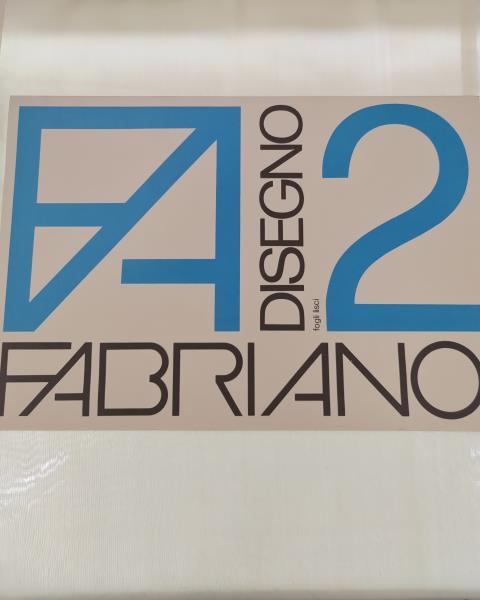 FA
DISEGNO
2
fogli lisci
FABRIANO